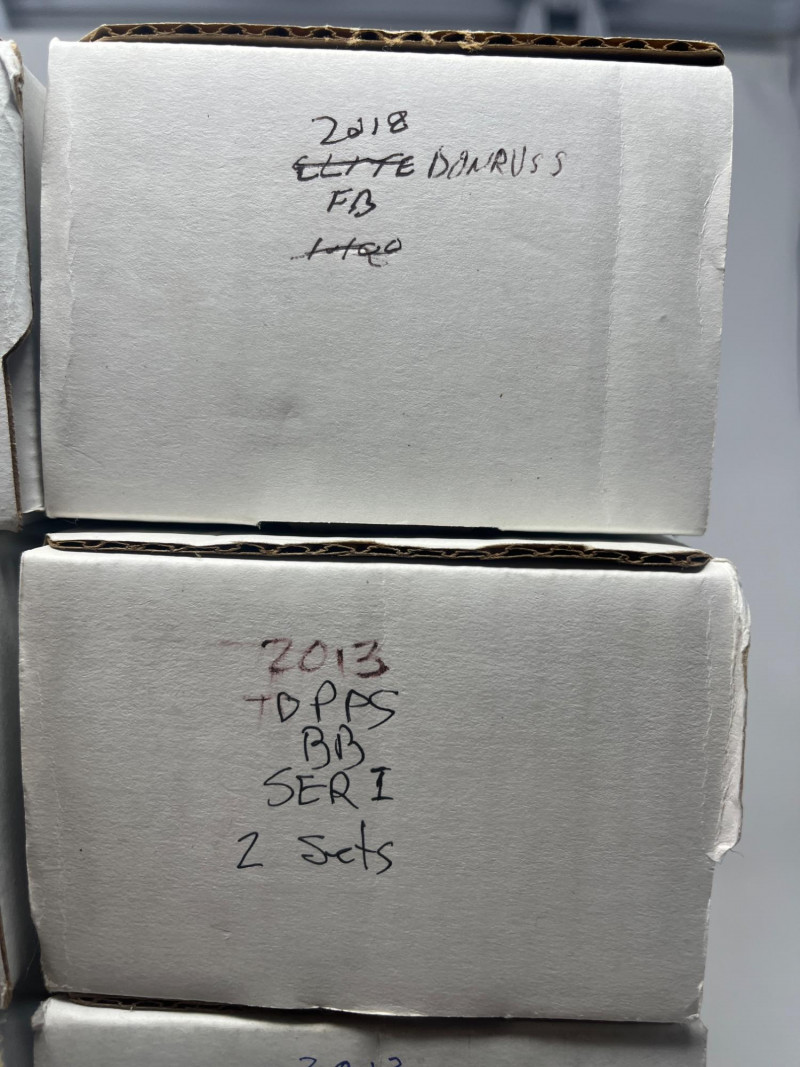 2018
ELITE DONRUSS
FB
2013
TOPPS
BB
SER I
2 Sets